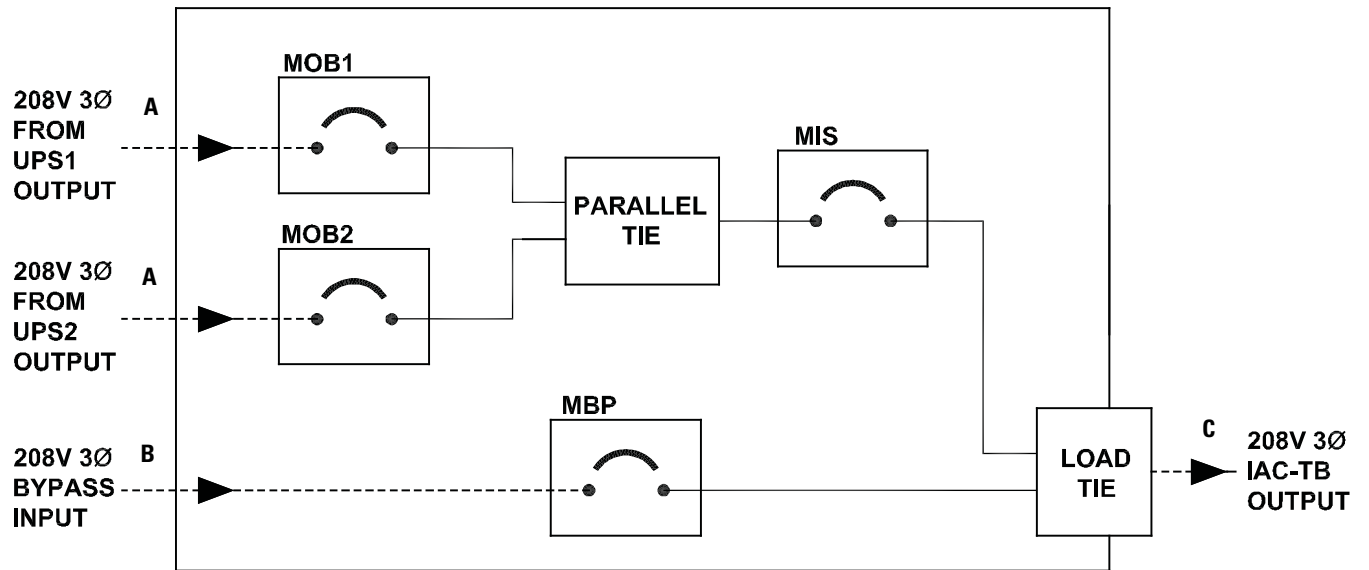 MOB1
208V 3Ø
FROM
UPS1
OUTPUT
A
MOB2
208V 3Ø
FROM
UPS2
OUTPUT
A
PARALLEL
TIE
MIS
MBP
208V 3Ø
BYPASS
INPUT
B
LOAD
TIE
C
208V 3Ø
IAC-TB
OUTPUT